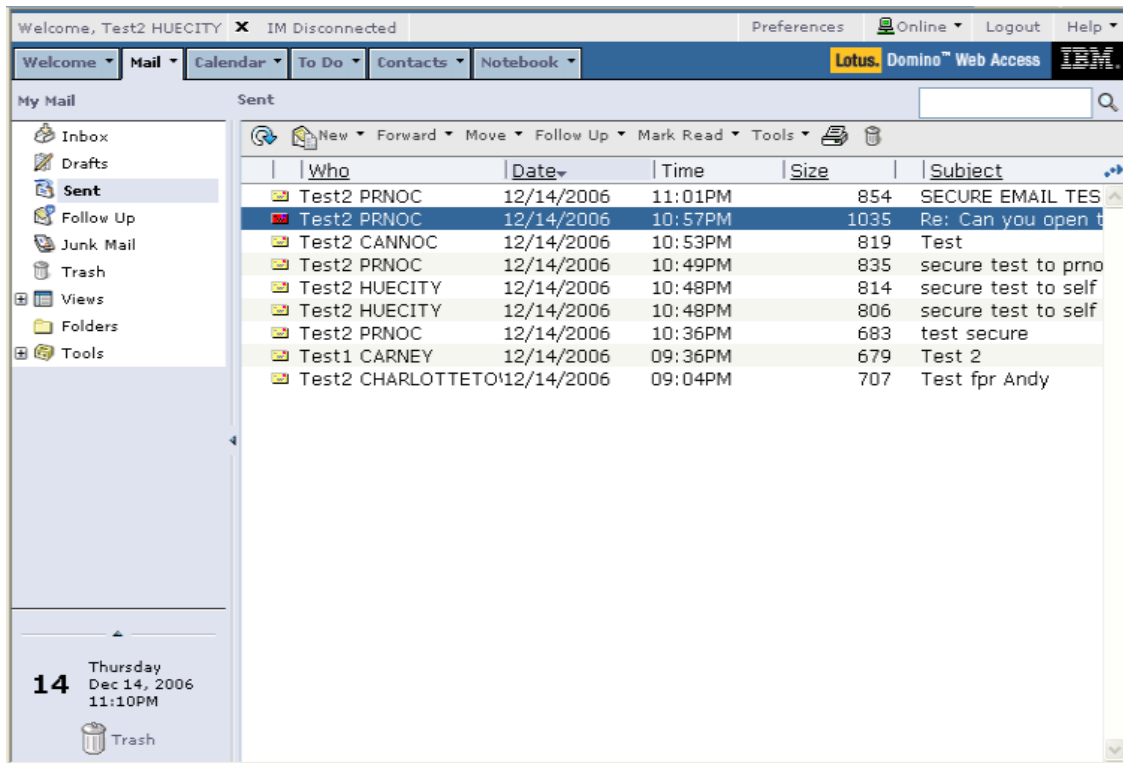 Welcome, Test2 HUECITY X IM Disconnected Preferences Online Logout Help
Welcome Mail Calendar To Do Contacts Notebook Lotus. Domino™ Web Access IBM.
My Mail Sent
Inbox
Drafts
Sent
Follow Up
Junk Mail
Trash
Views
Folders
Tools
New Forward Move Follow Up Mark Read Tools
Who Date Time Size Subject
Test2 PRNOC 12/14/2006 11:01PM 854 SECURE EMAIL TES
Test2 PRNOC 12/14/2006 10:57PM 1035 Re: Can you open t
Test2 CANNOC 12/14/2006 10:53PM 819 Test
Test2 PRNOC 12/14/2006 10:49PM 835 secure test to prno
Test2 HUECITY 12/14/2006 10:48PM 814 secure test to self
Test2 HUECITY 12/14/2006 10:48PM 806 secure test to self
Test2 PRNOC 12/14/2006 10:36PM 683 test secure
Test1 CARNEY 12/14/2006 09:36PM 679 Test 2
Test2 CHARLOTTETO 12/14/2006 09:04PM 707 Test fpr Andy
14
Thursday
Dec 14, 2006
11:10PM
Trash